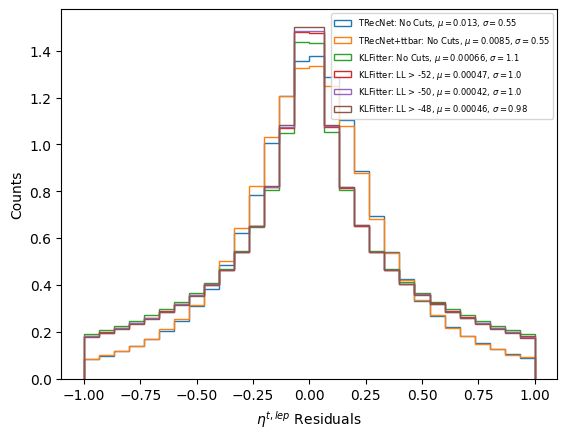 TRecNet: No Cuts, μ = 0.013, σ = 0.55
TRecNet+ttbar: No Cuts, μ = 0.0085, σ = 0.55
KLFitter: No Cuts, μ = 0.00066, σ = 1.1
KLFitter: LL > -52, μ = 0.00047, σ = 1.0
KLFitter: LL > -50, μ = 0.00042, σ = 1.0
KLFitter: LL > -48, μ = 0.00046, σ = 0.98
Counts
1.4
1.2
1.0
0.8
0.6
0.4
0.2
0.0
−1.00 −0.75 −0.50 −0.25 0.00 0.25 0.50 0.75 1.00
η^{t, lep} Residuals